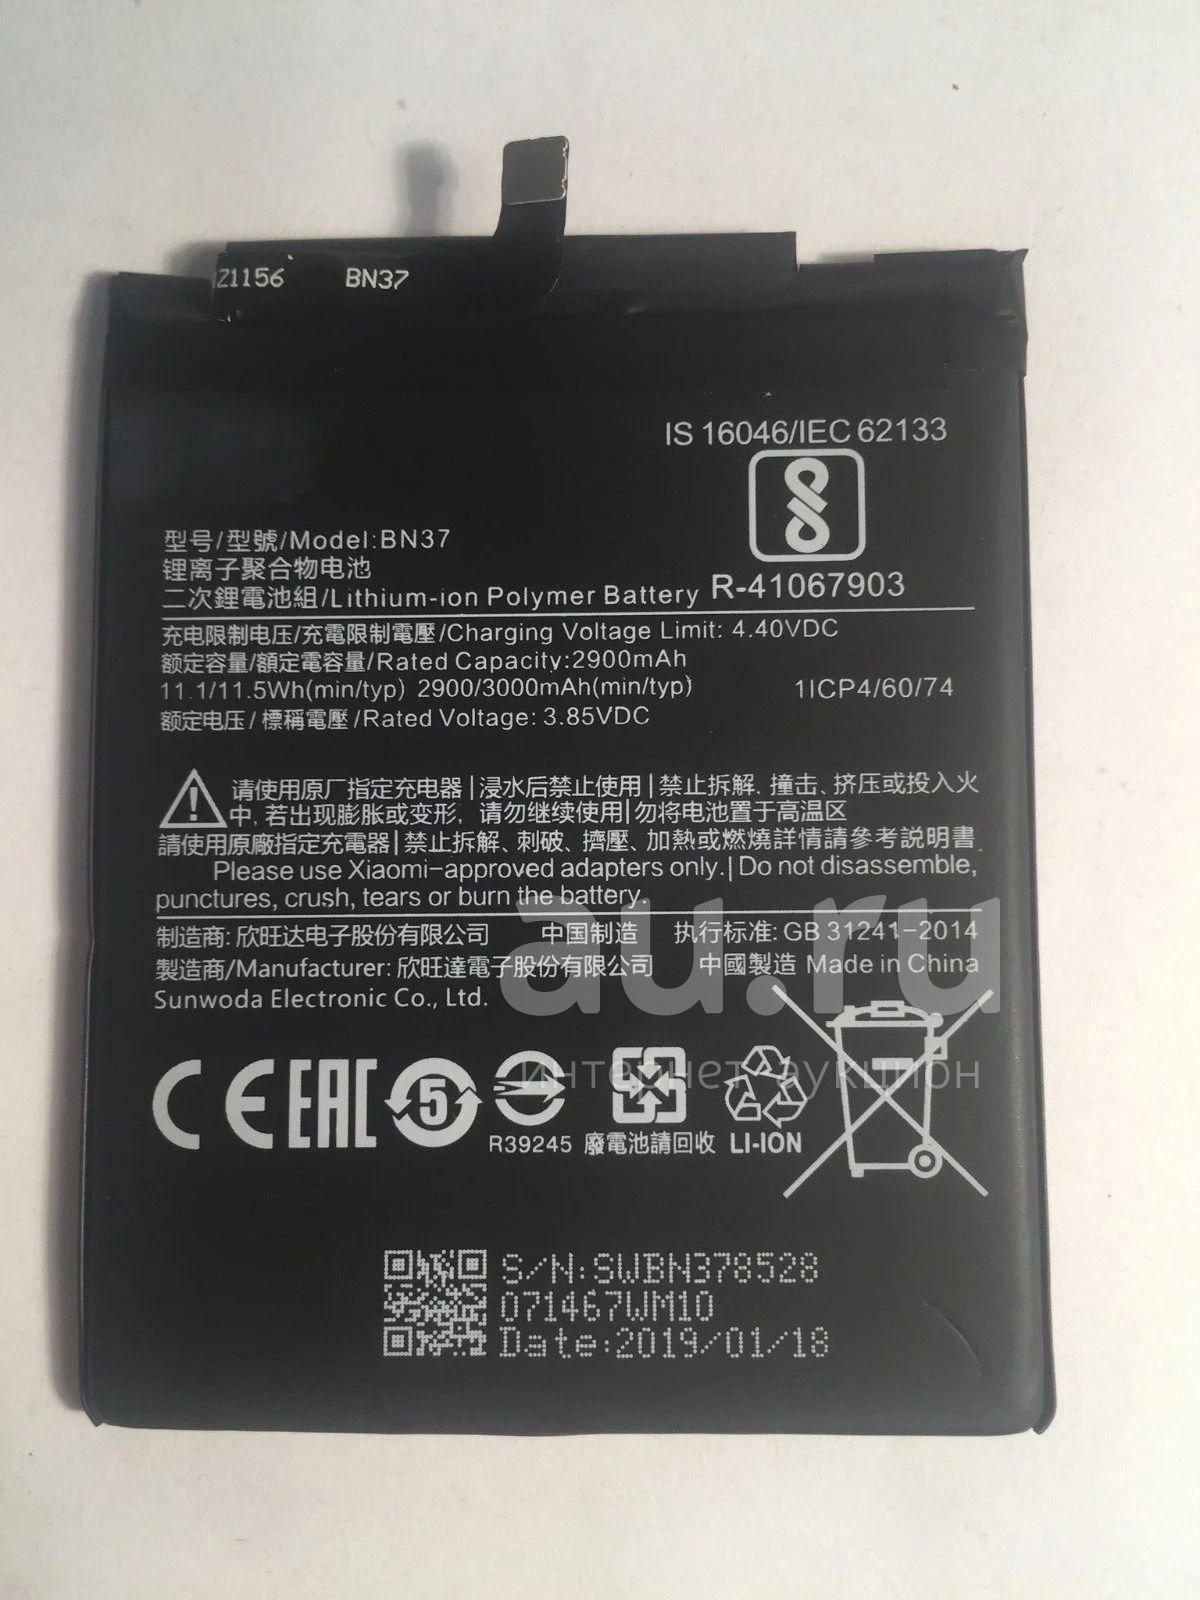 Z1156 BN37
IS 16046/IEC 62133
R-41067903
型号/型號/Model:BN37
锂离子聚合物电池
二次鋰電池組/Lithium-ion Polymer Battery
充电限制电压/充電限制電壓/Charging Voltage Limit: 4.40VDC
额定容量/額定電容量/Rated Capacity:2900mAh
11.1/11.5Wh(min/typ) 2900/3000mAh(min/typ) 1ICP4/60/74
额定电压/標稱電壓/Rated Voltage: 3.85VDC
请使用原厂指定充电器|浸水后禁止使用|禁止拆解、撞击、挤压或投入火
中, 若出现膨胀或变形, 请勿继续使用|勿将电池置于高温区
請使用原廠指定充電器|禁止拆解、刺破、擠壓、加熱或燃燒詳情請參考説明書
Please use Xiaomi-approved adapters only.|Do not disassemble,
punctures, crush, tears or burn the battery.
制造商: 欣旺达电子股份有限公司 中国制造 执行标准: GB 31241-2014
製造商/Manufacturer: 欣旺達電子股份有限公司 中國製造 Made in China
Sunwoda Electronic Co., Ltd.
au.ru
интернет-аукцион
CE EAC 5
R39245 廢電池請回收 LI-ION
S/N:SWBN378528
071467WM10
Date:2019/01/18